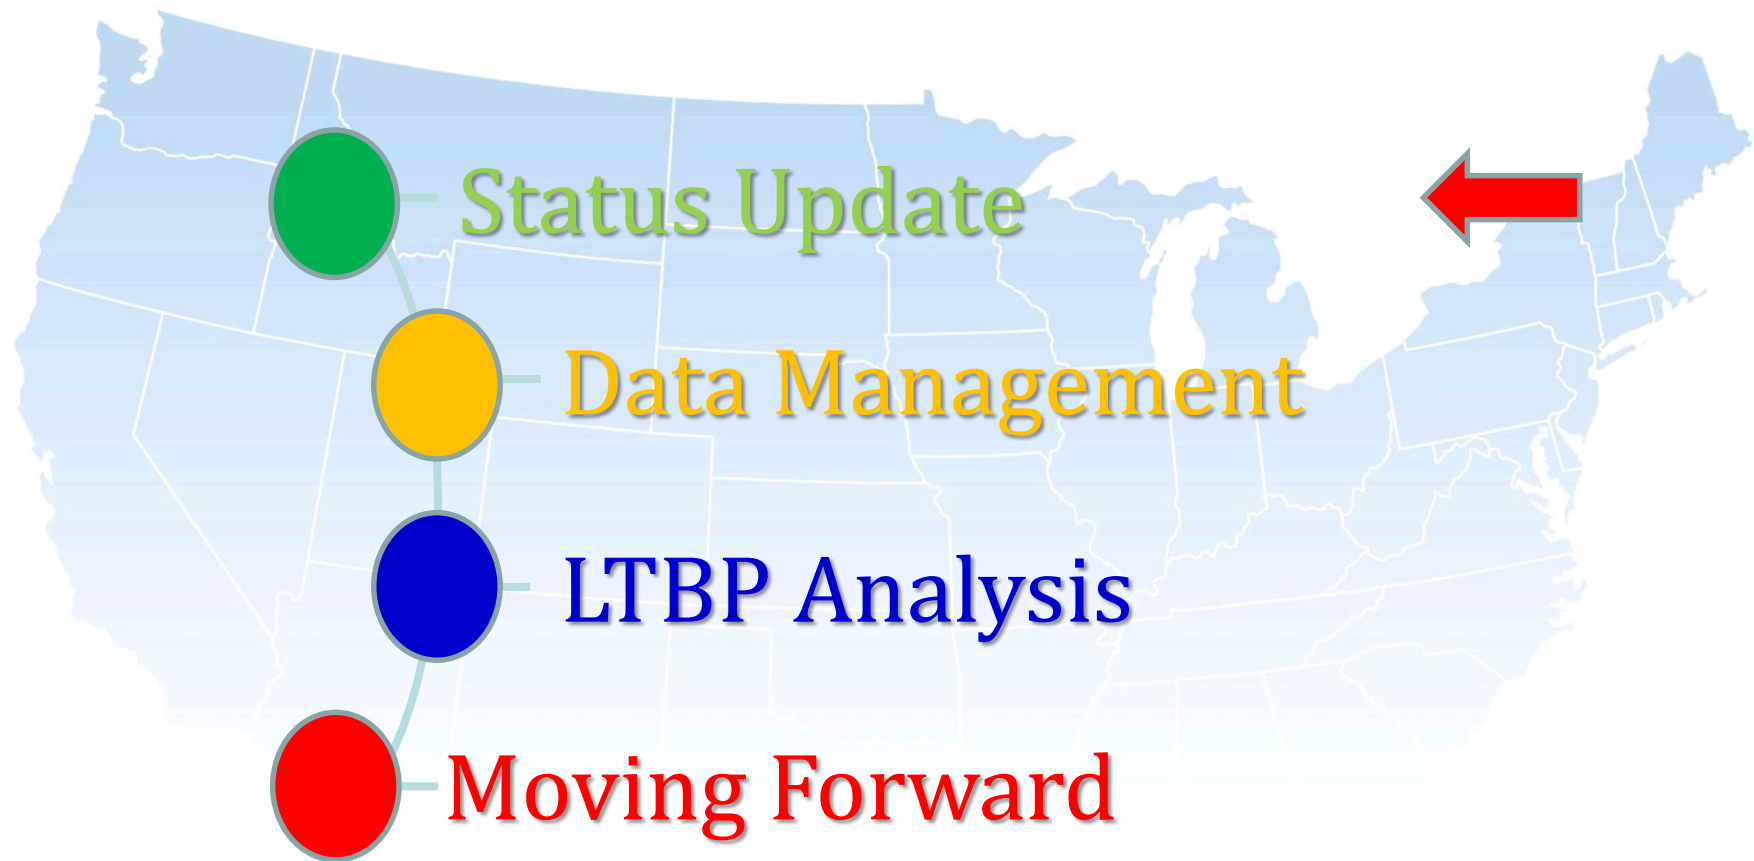 Status Update
Data Management
LTBP Analysis
Moving Forward